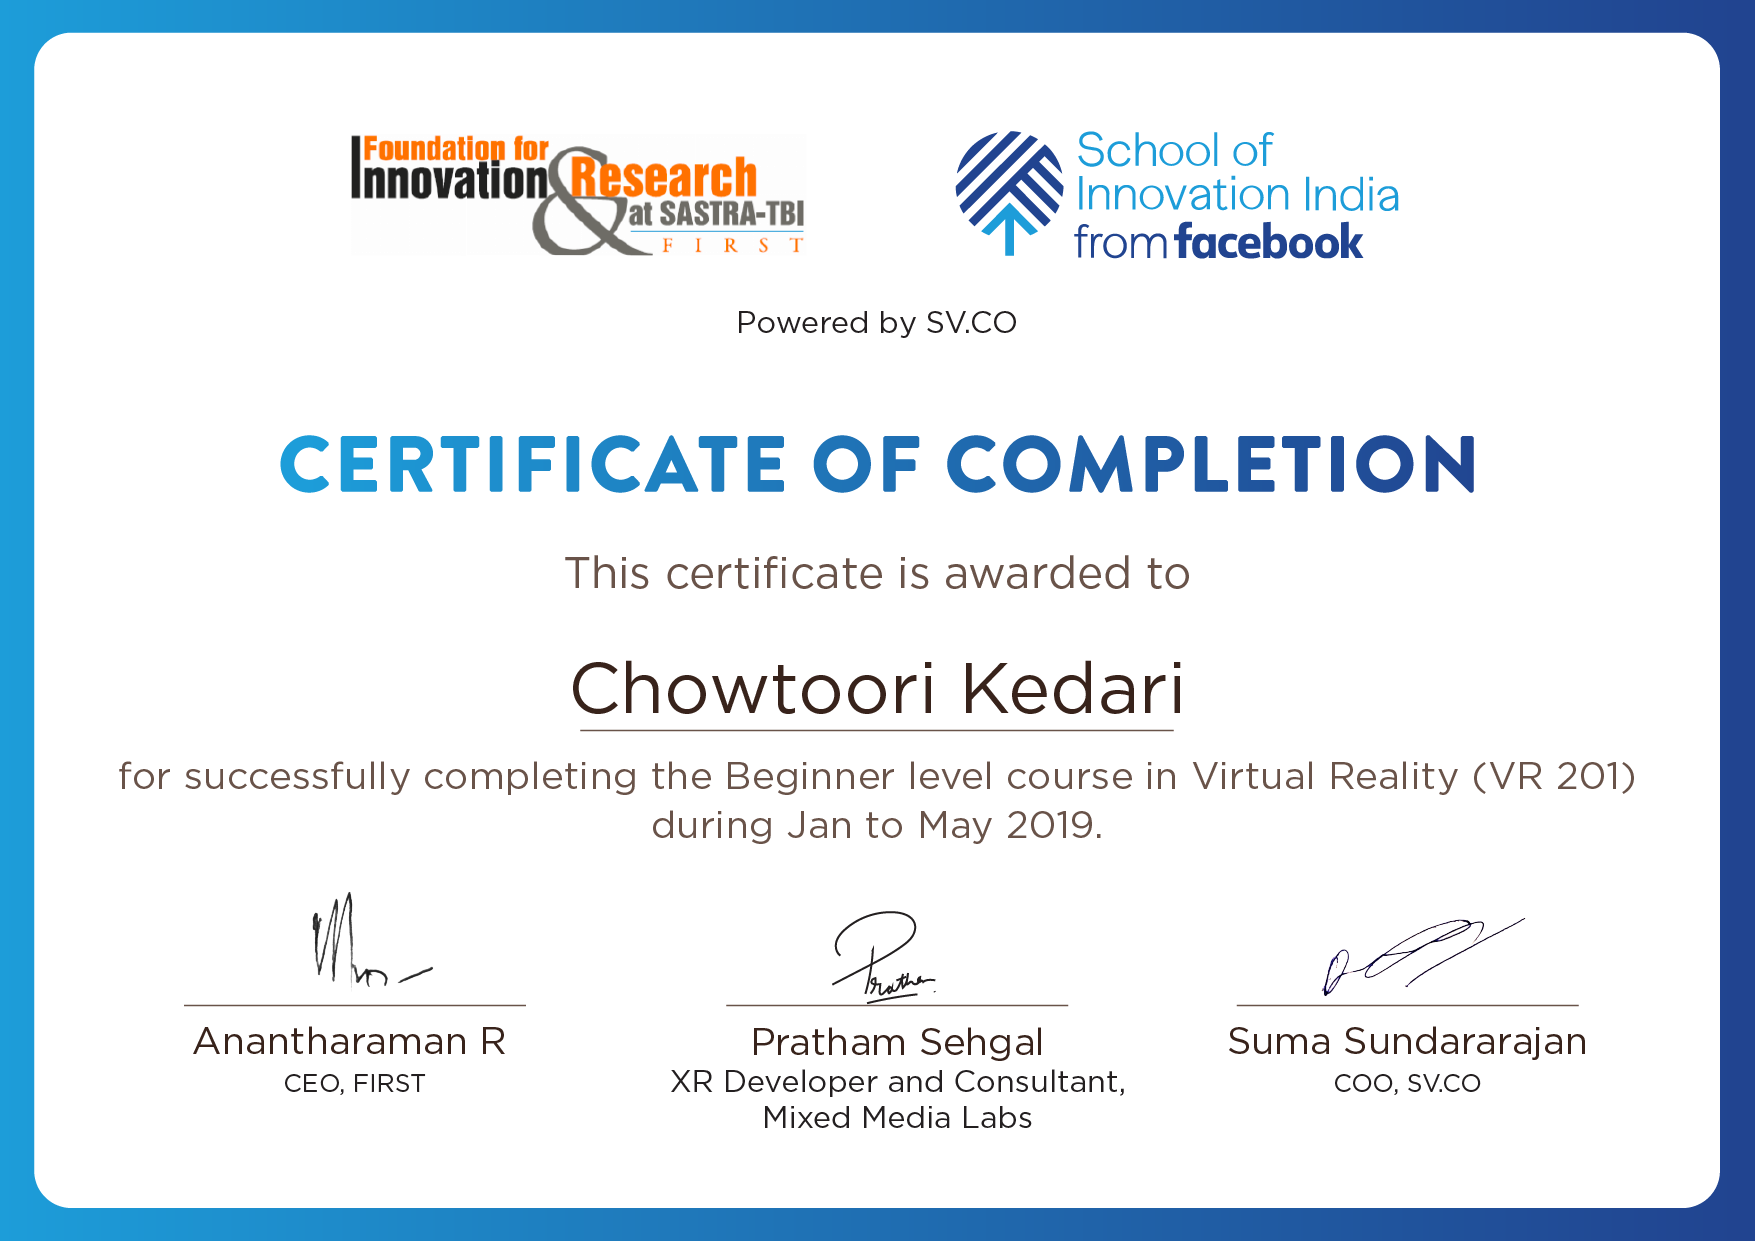 Foundation for
Innovation & Research
at SASTRA-TBI
FIRST
School of
Innovation India
from facebook
Powered by SV.CO
CERTIFICATE OF COMPLETION
This certificate is awarded to
Chowtoori Kedari
for successfully completing the Beginner level course in Virtual Reality (VR 201)
during Jan to May 2019.
Pratham
Anantharaman R
CEO, FIRST
Pratham Sehgal
XR Developer and Consultant,
Mixed Media Labs
Suma Sundararajan
COO, SV.CO